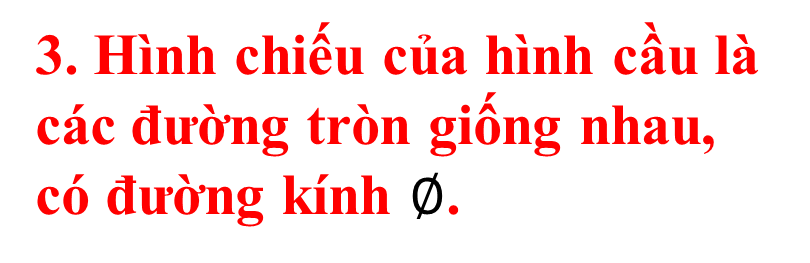 3. Hình chiếu của hình cầu là
các đường tròn giống nhau,
có đường kính Ø.